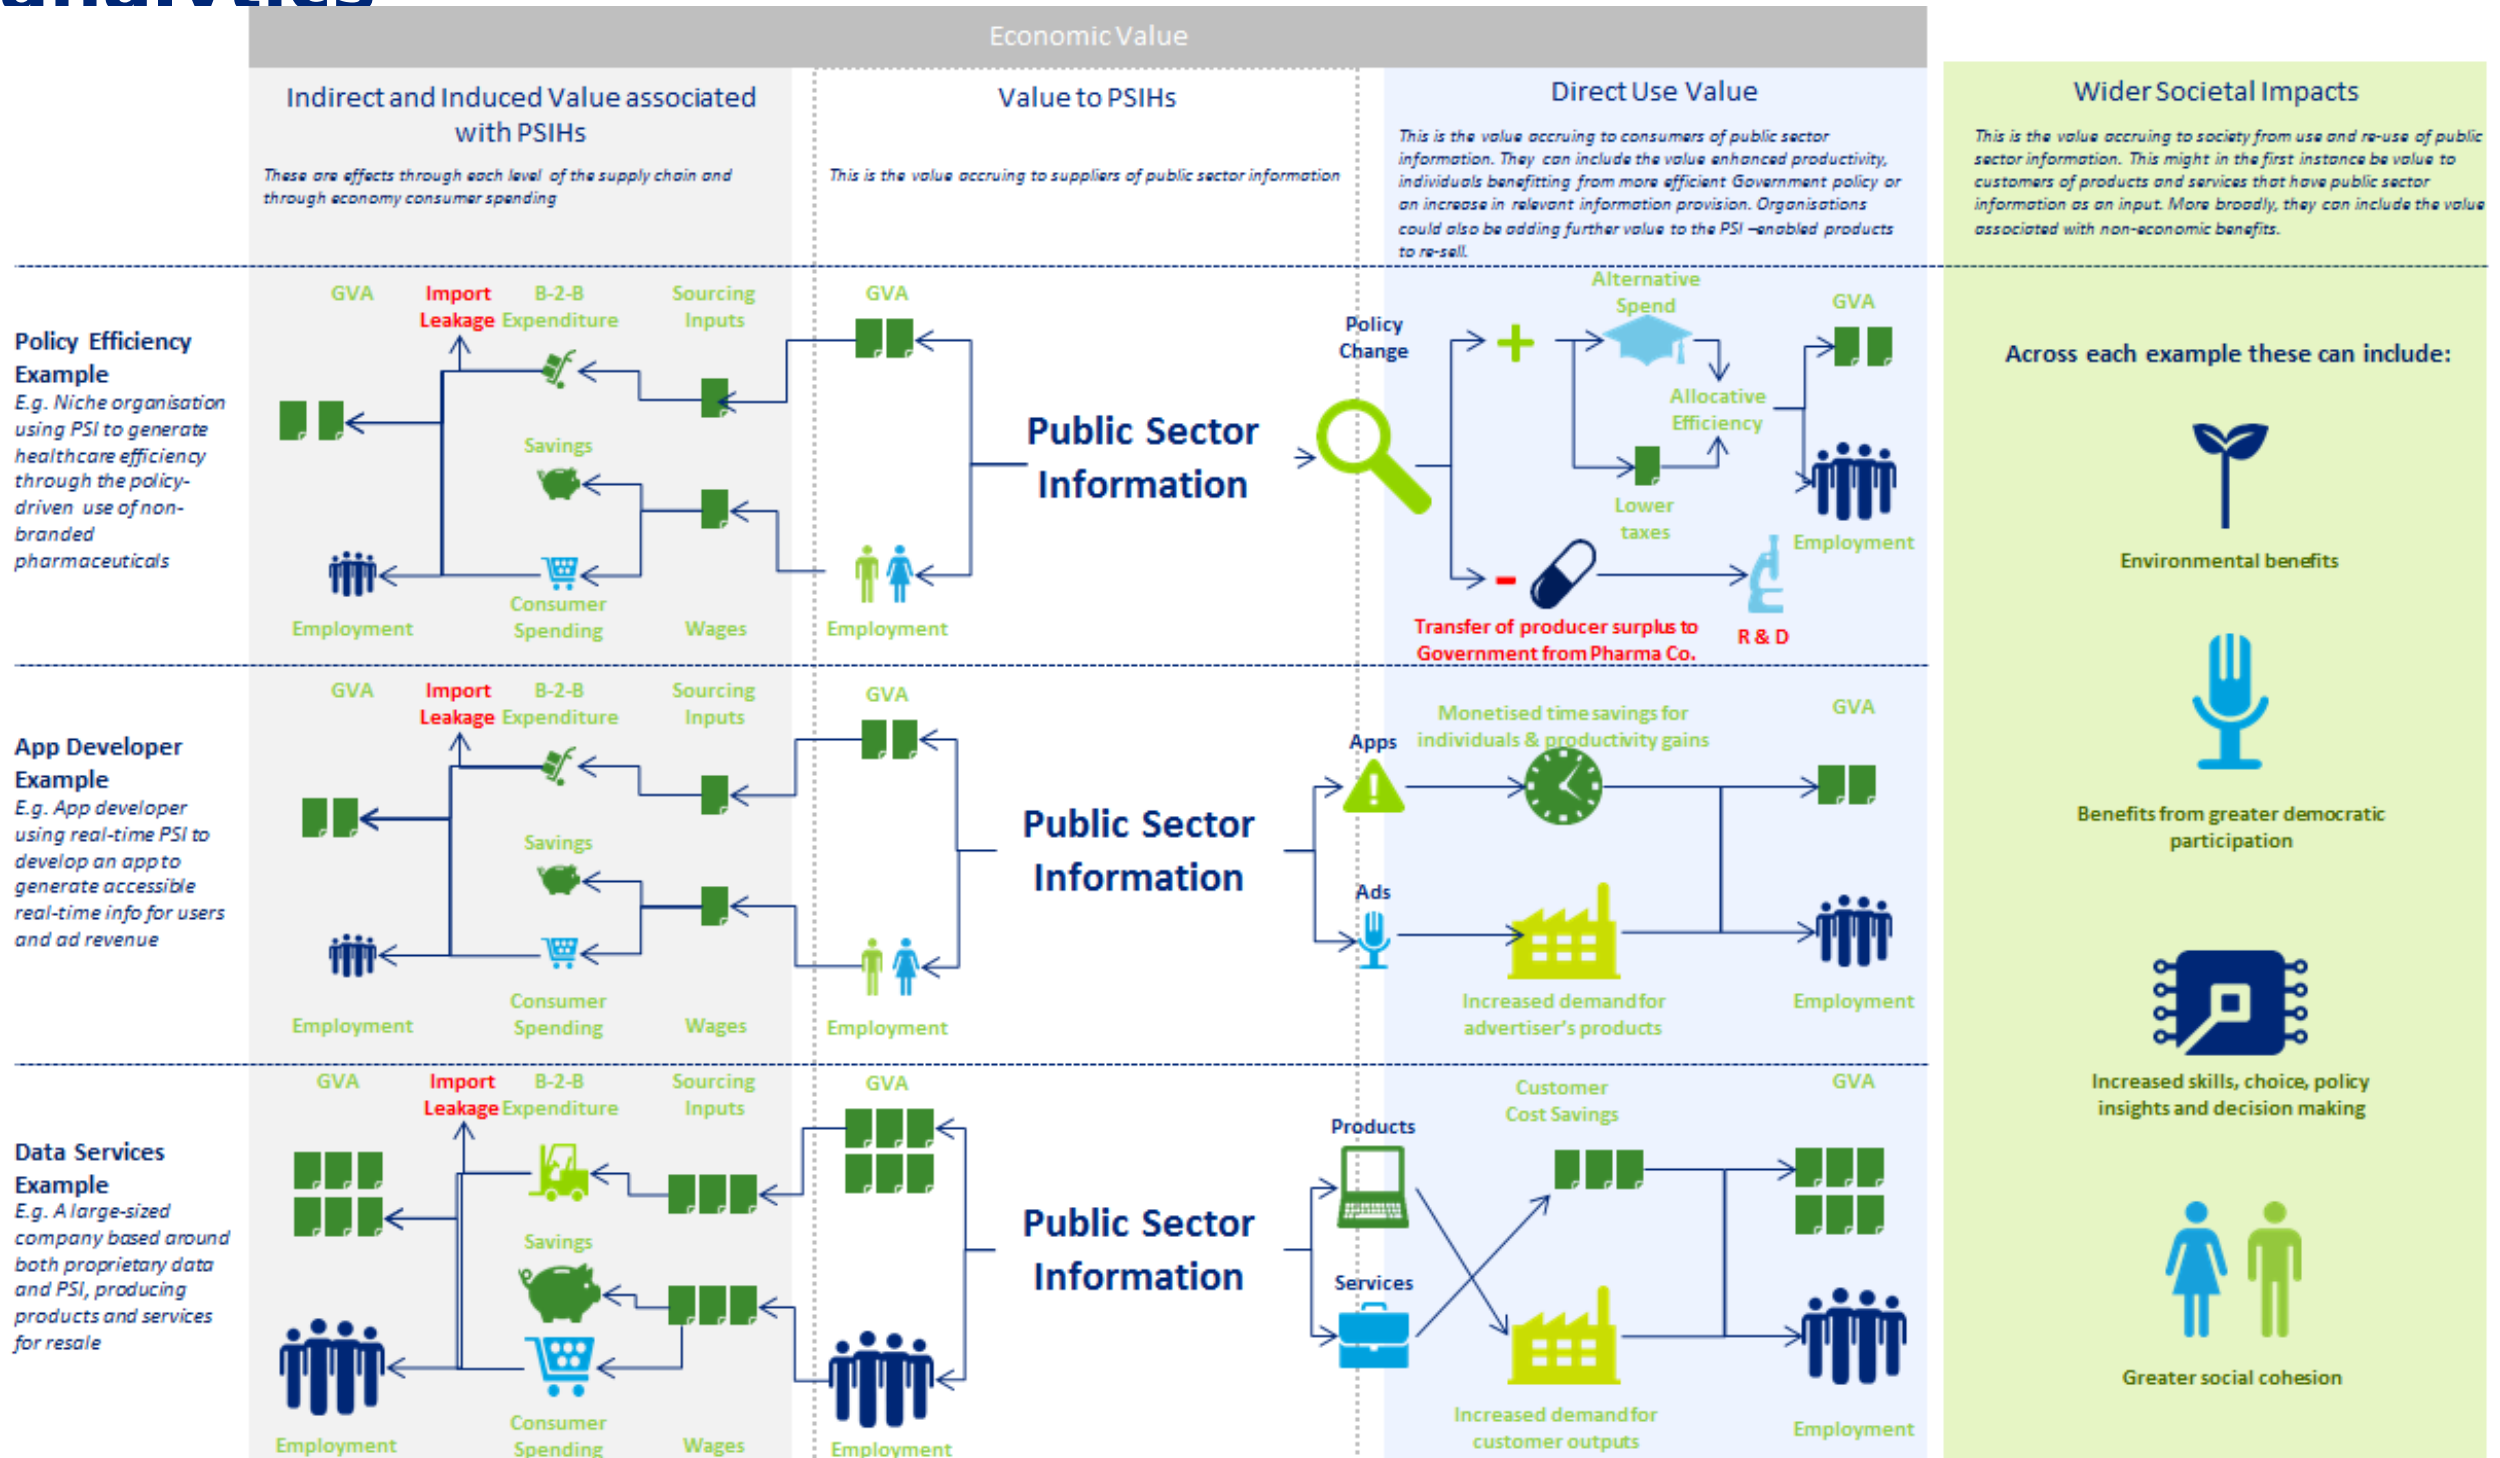 analytics
Economic Value
Indirect and Induced Value associated
with PSIHs
These are effects through each level of the supply chain and
through economy consumer spending
Value to PSIHs
This is the value accruing to suppliers of public sector information
Direct Use Value
This is the value accruing to consumers of public sector
information. They can include the value enhanced productivity,
individuals benefitting from more efficient Government policy or
an increase in relevant information provision. Organisations
could also be adding further value to the PSI –enabled products
to re-sell.
Wider Societal Impacts
This is the value accruing to society from use and re-use of public
sector information. This might in the first instance be value to
customers of products and services that have public sector
information as an input. More broadly, they can include the value
associated with non-economic benefits.
Policy Efficiency
Example
E.g. Niche organisation
using PSI to generate
healthcare efficiency
through the policy-
driven use of non-
branded
pharmaceuticals
GVA
Import
Leakage
B-2-B
Expenditure
Sourcing
Inputs
Savings
Employment
Consumer
Spending
Wages
GVA
Employment
Public Sector
Information
Policy
Change
Alternative
Spend
GVA
Allocative
Efficiency
Lower
taxes
Employment
Transfer of producer surplus to
Government from Pharma Co.
R & D
App Developer
Example
E.g. App developer
using real-time PSI to
develop an app to
generate accessible
real-time info for users
and ad revenue
GVA
Import
Leakage
B-2-B
Expenditure
Sourcing
Inputs
Savings
Employment
Consumer
Spending
Wages
GVA
Employment
Public Sector
Information
Apps
Monetised time savings for
individuals & productivity gains
GVA
Ads
Increased demand for
advertiser's products
Employment
Data Services
Example
E.g. A large-sized
company based around
both proprietary data
and PSI, producing
products and services
for resale
GVA
Import
Leakage
B-2-B
Expenditure
Sourcing
Inputs
Savings
Employment
Consumer
Spending
Wages
GVA
Employment
Public Sector
Information
Products
Services
Customer
Cost Savings
GVA
Increased demand for
customer outputs
Employment
Across each example these can include:
Environmental benefits
Benefits from greater democratic
participation
Increased skills, choice, policy
insights and decision making
Greater social cohesion